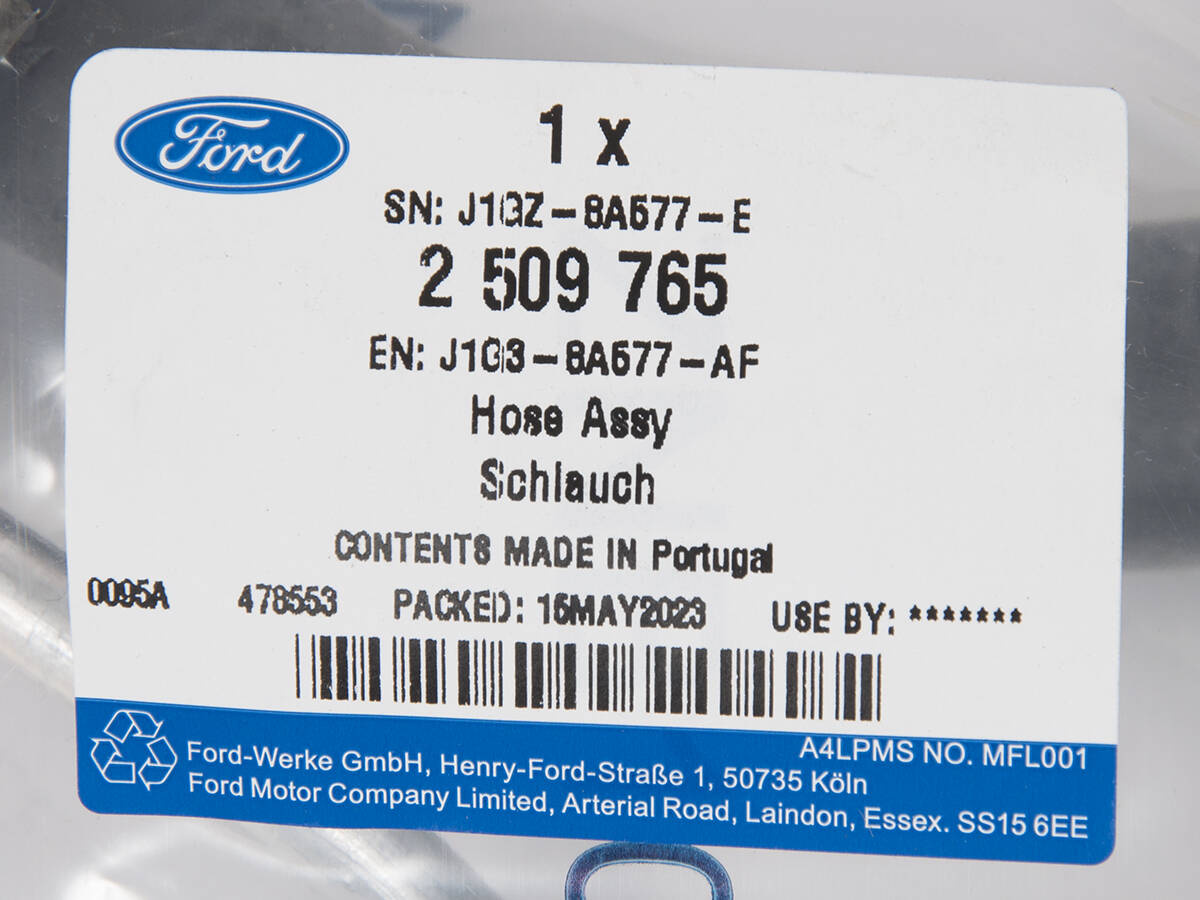 Ford
1 x
SN: J1GZ-8A577-E
2 509 765
EN: J1G3-8A577-AF
Hose Assy
Schlauch
CONTENTS MADE IN Portugal
0095A 478553 PACKED: 15MAY2023 USE BY: *******
A4LPMS NO. MFL001
Ford-Werke GmbH, Henry-Ford-Straße 1, 50735 Köln
Ford Motor Company Limited, Arterial Road, Laindon, Essex. SS15 6EE